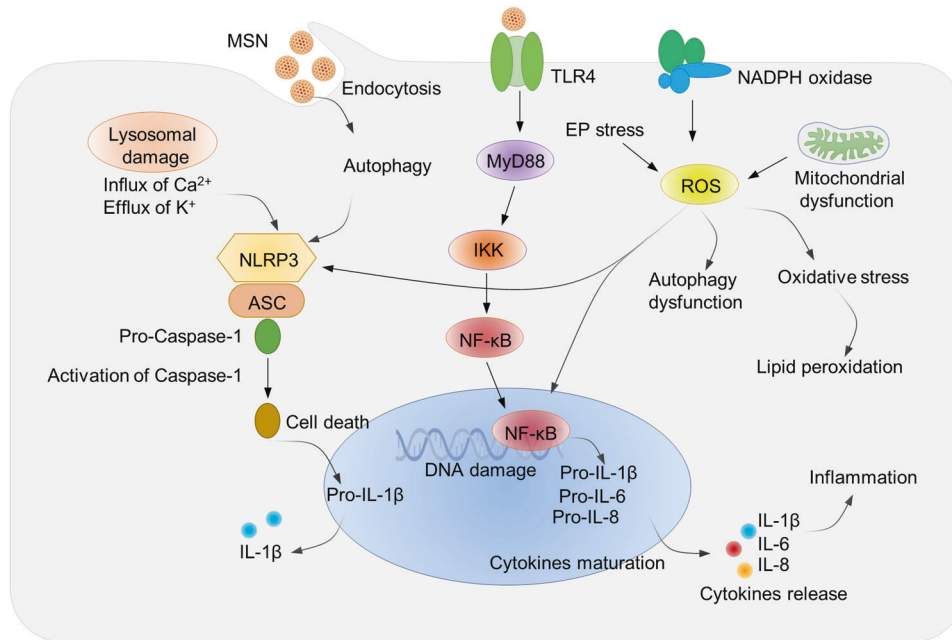 MSN
Endocytosis
TLR4
NADPH oxidase
Lysosomal
damage
Influx of Ca²⁺
Efflux of K⁺
Autophagy
MyD88
EP stress
ROS
Mitochondrial
dysfunction
NLRP3
ASC
IKK
Autophagy
dysfunction
Oxidative stress
Pro-Caspase-1
NF-κB
Lipid peroxidation
Activation of Caspase-1
Cell death
NF-κB
DNA damage
Pro-IL-1β
Pro-IL-1β
Pro-IL-6
Pro-IL-8
Inflammation
IL-1β
Cytokines maturation
IL-1β
IL-6
IL-8
Cytokines release